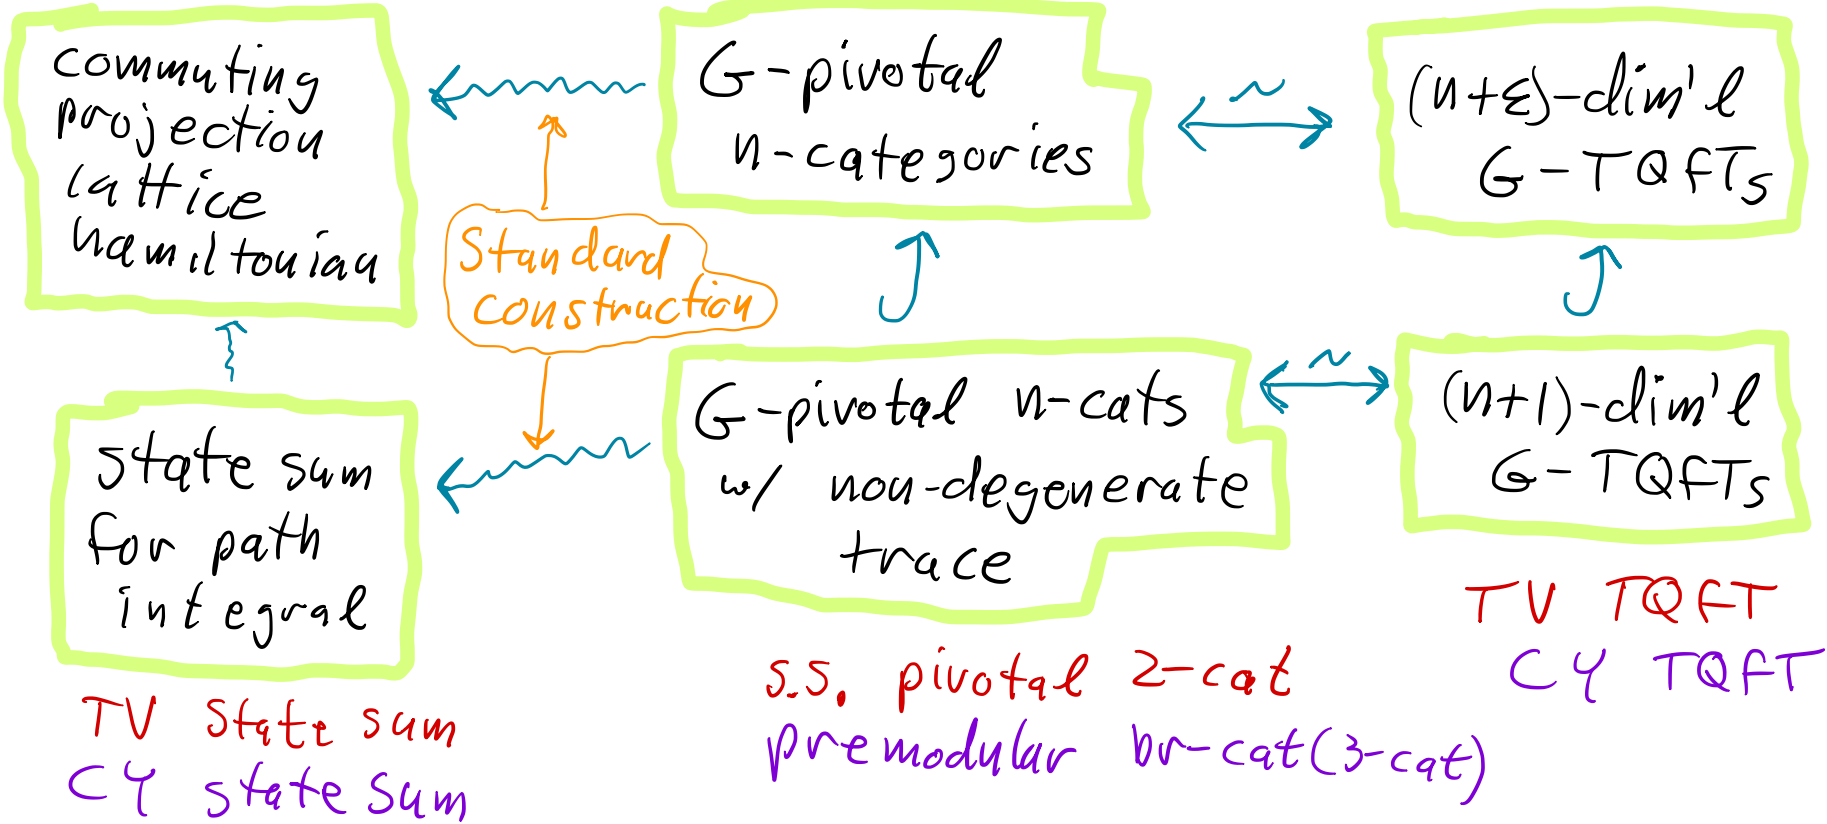 commuting
projection
lattice
hamiltonian
G-pivotal
n-categories
~
(n+ε)-dim'l
G-TQFTs
Standard
construction
state sum
for path
integral
G-pivotal n-cats
w/ non-degenerate
trace
~
(n+1)-dim'l
G-TQFTs
TV state sum
CY state sum
s.s. pivotal 2-cat
premodular br-cat(3-cat)
TV TQFT
CY TQFT